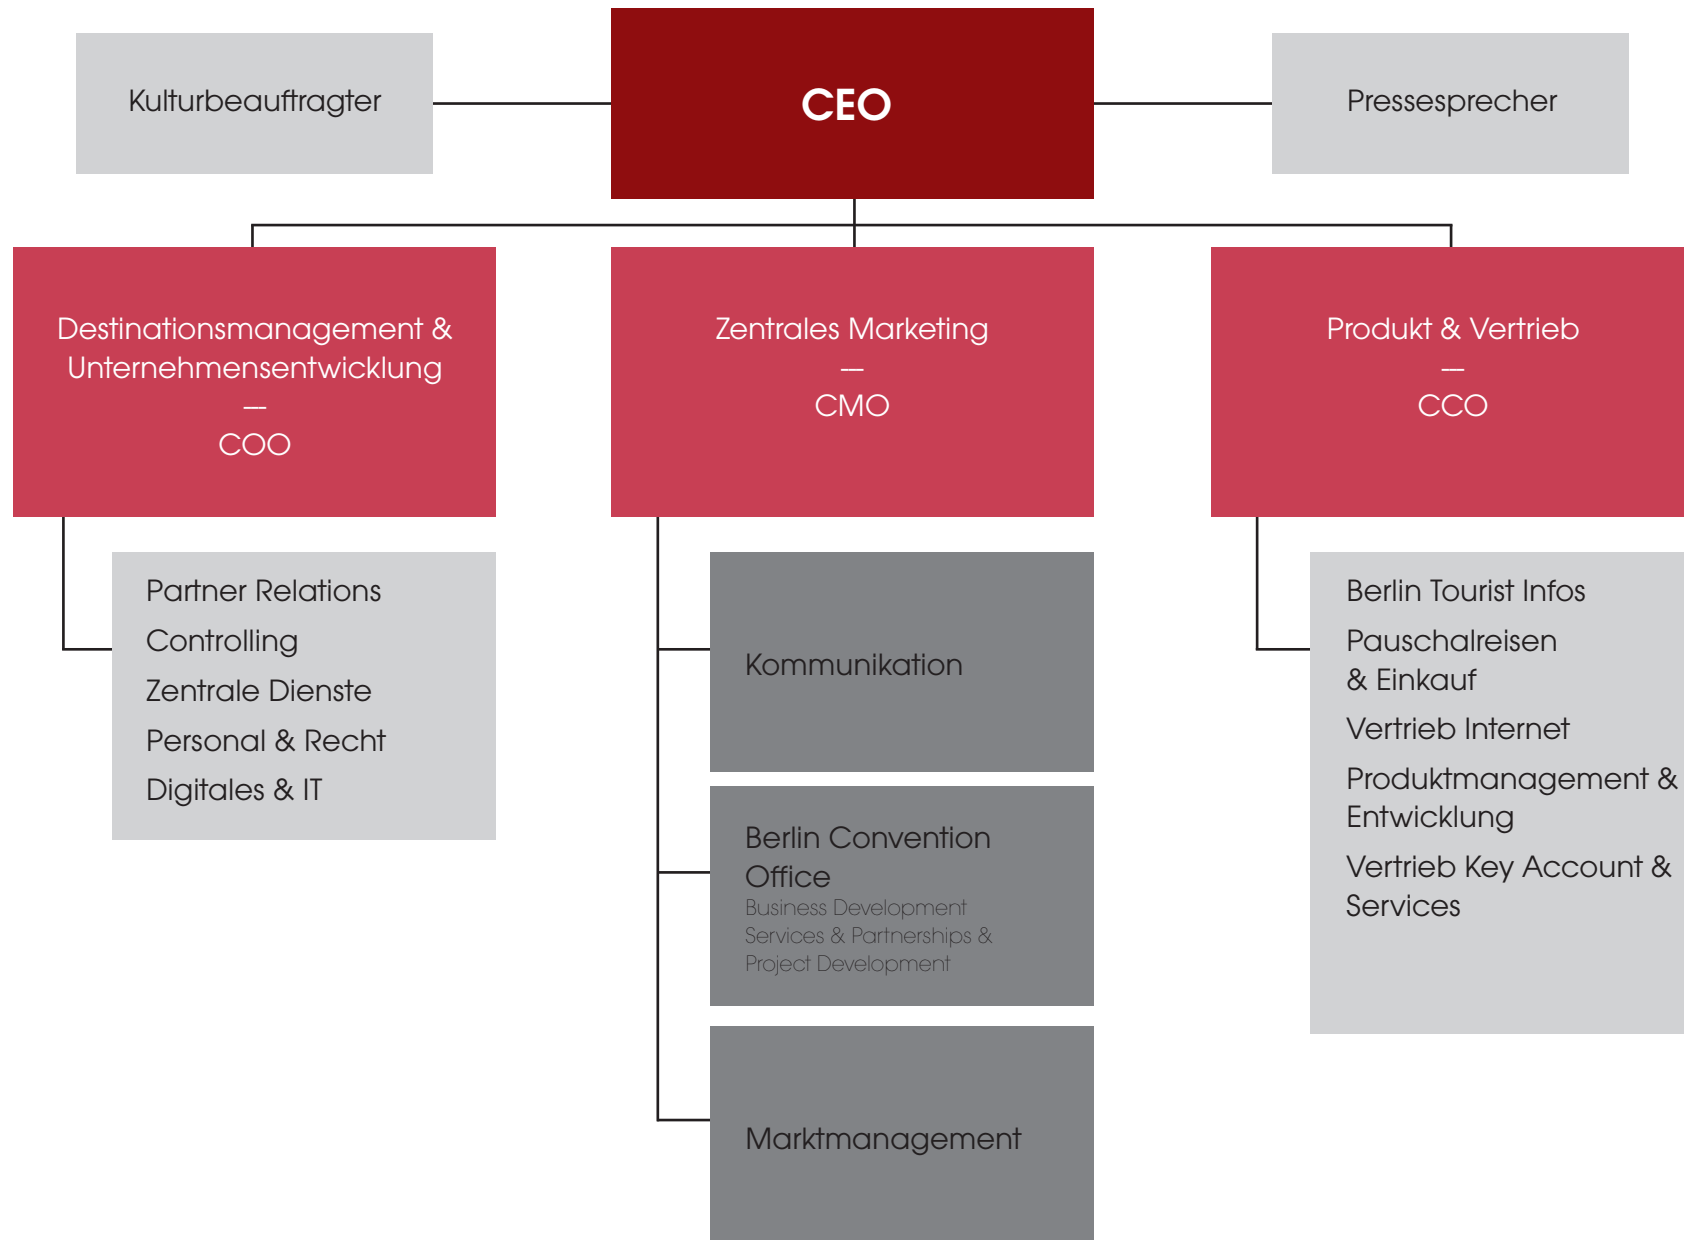 Kulturbeauftragter
CEO
Pressesprecher
Destinationsmanagement &
Unternehmensentwicklung
—
COO
Zentrales Marketing
—
CMO
Produkt & Vertrieb
—
CCO
Partner Relations
Controlling
Zentrale Dienste
Personal & Recht
Digitales & IT
Kommunikation
Berlin Convention
Office
Business Development
Services & Partnerships &
Project Development
Marktmanagement
Berlin Tourist Infos
Pauschalreisen
& Einkauf
Vertrieb Internet
Produktmanagement &
Entwicklung
Vertrieb Key Account &
Services